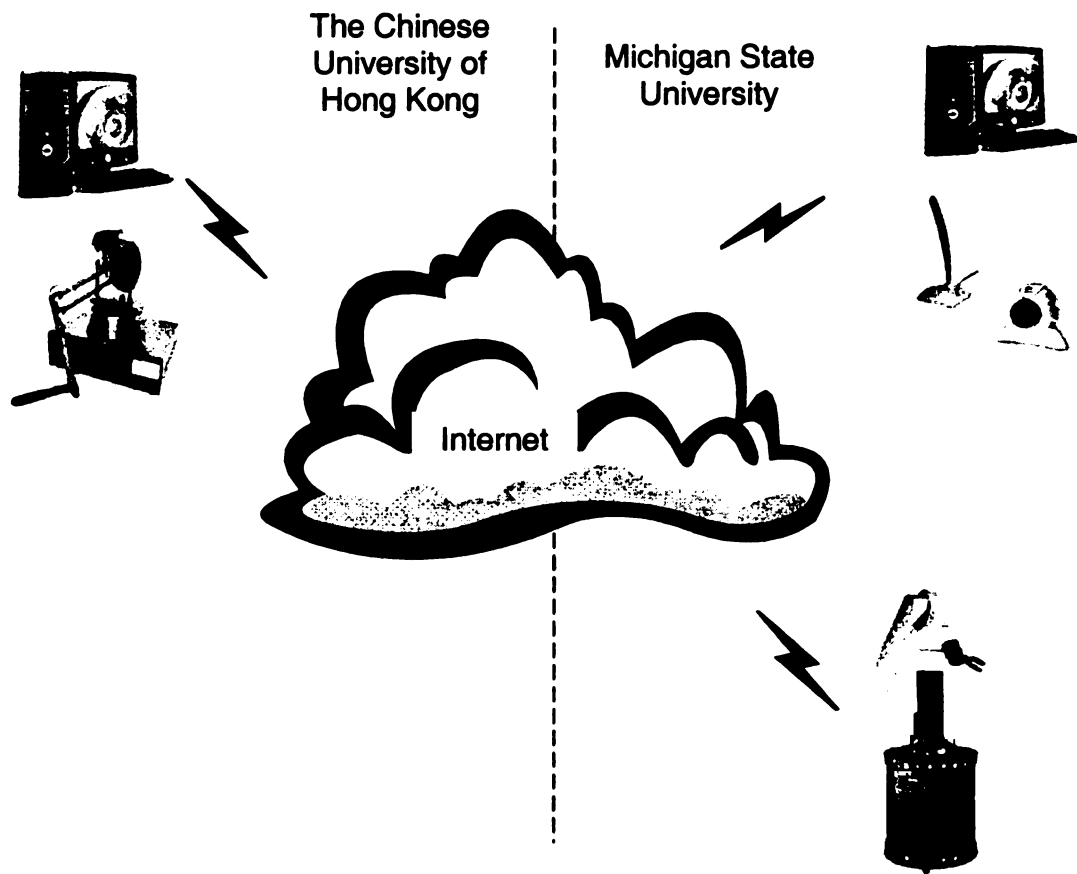 The Chinese
University of
Hong Kong
Michigan State
University
Internet